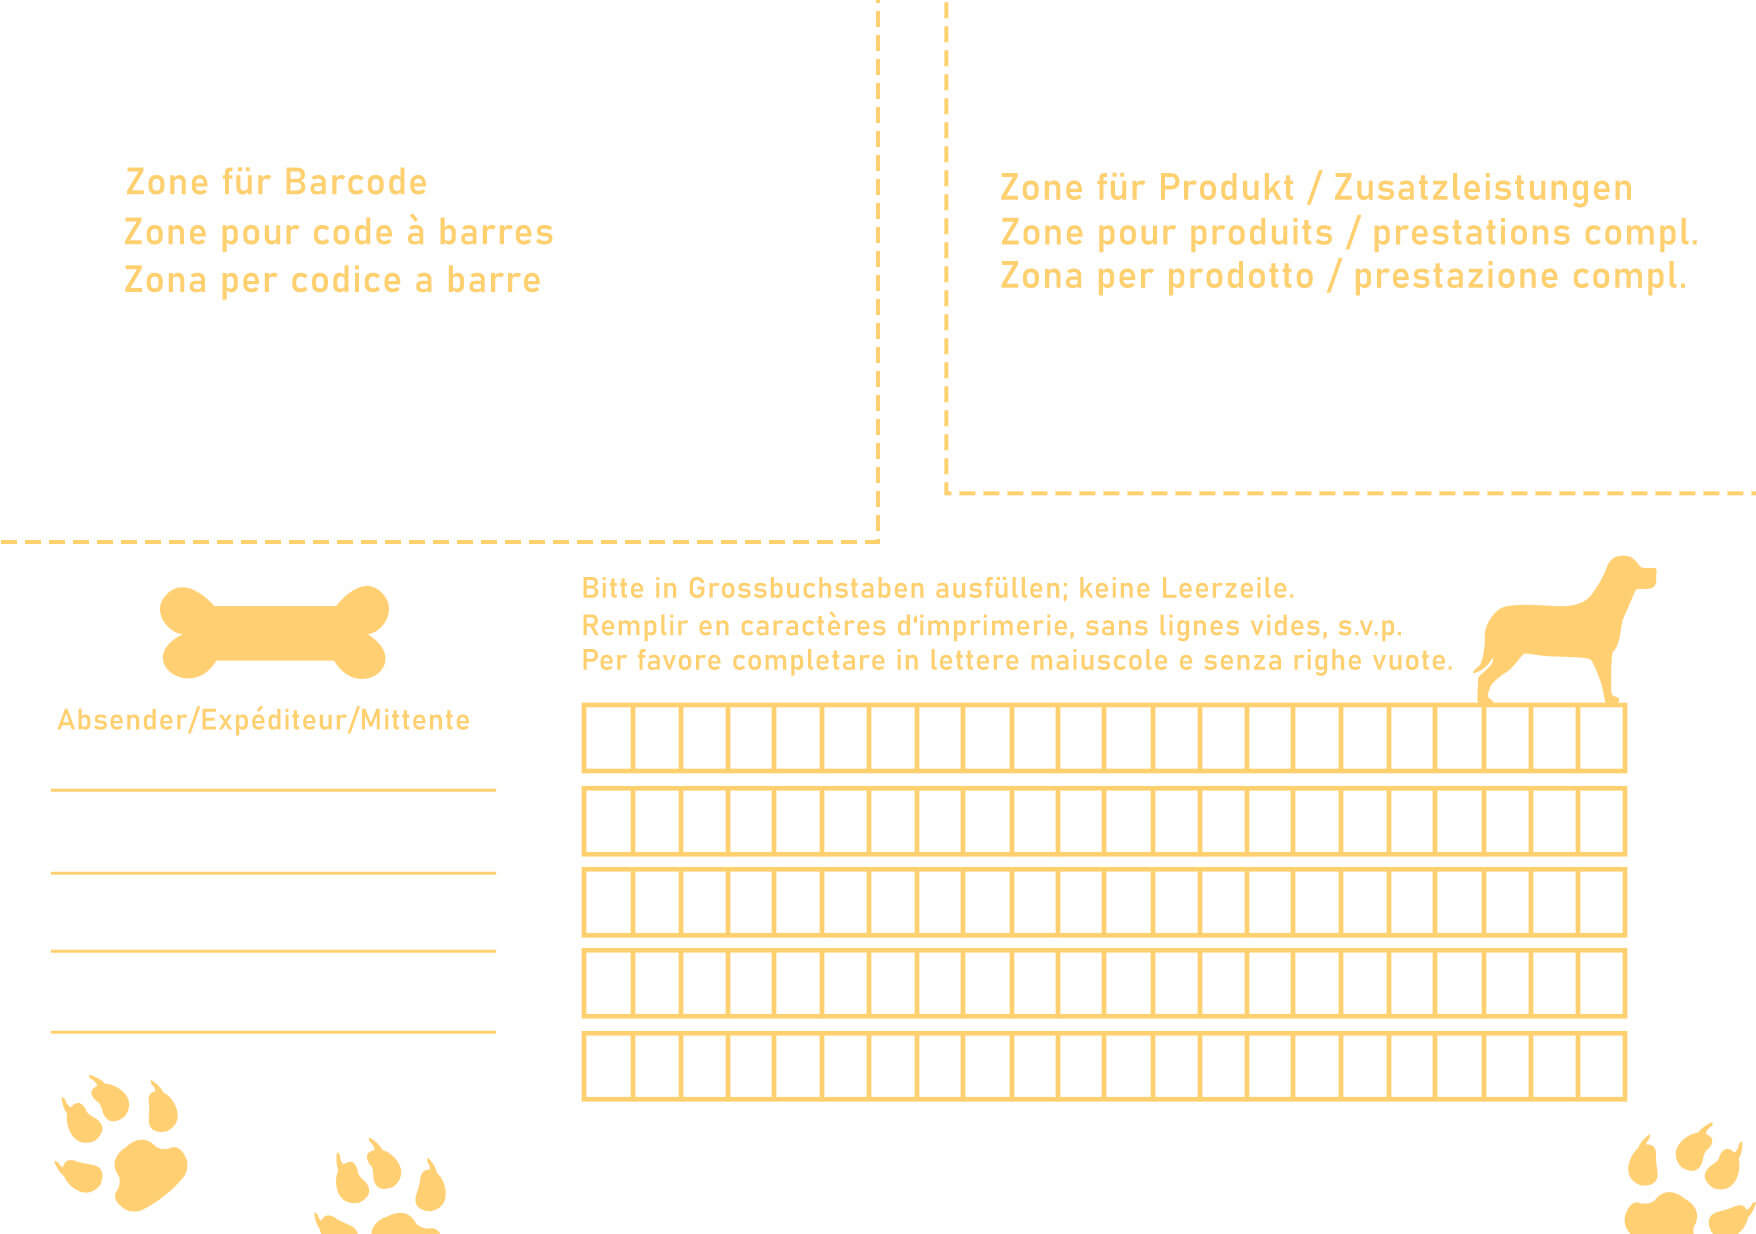 Zone für Barcode
Zone pour code à barres
Zona per codice a barre
Zone für Produkt / Zusatzleistungen
Zone pour produits / prestations compl.
Zona per prodotto / prestazione compl.
Bitte in Grossbuchstaben ausfüllen; keine Leerzeile.
Remplir en caractères d'imprimerie, sans lignes vides, s.v.p.
Per favore completare in lettere maiuscole e senza righe vuote.
Absender/Expéditeur/Mittente